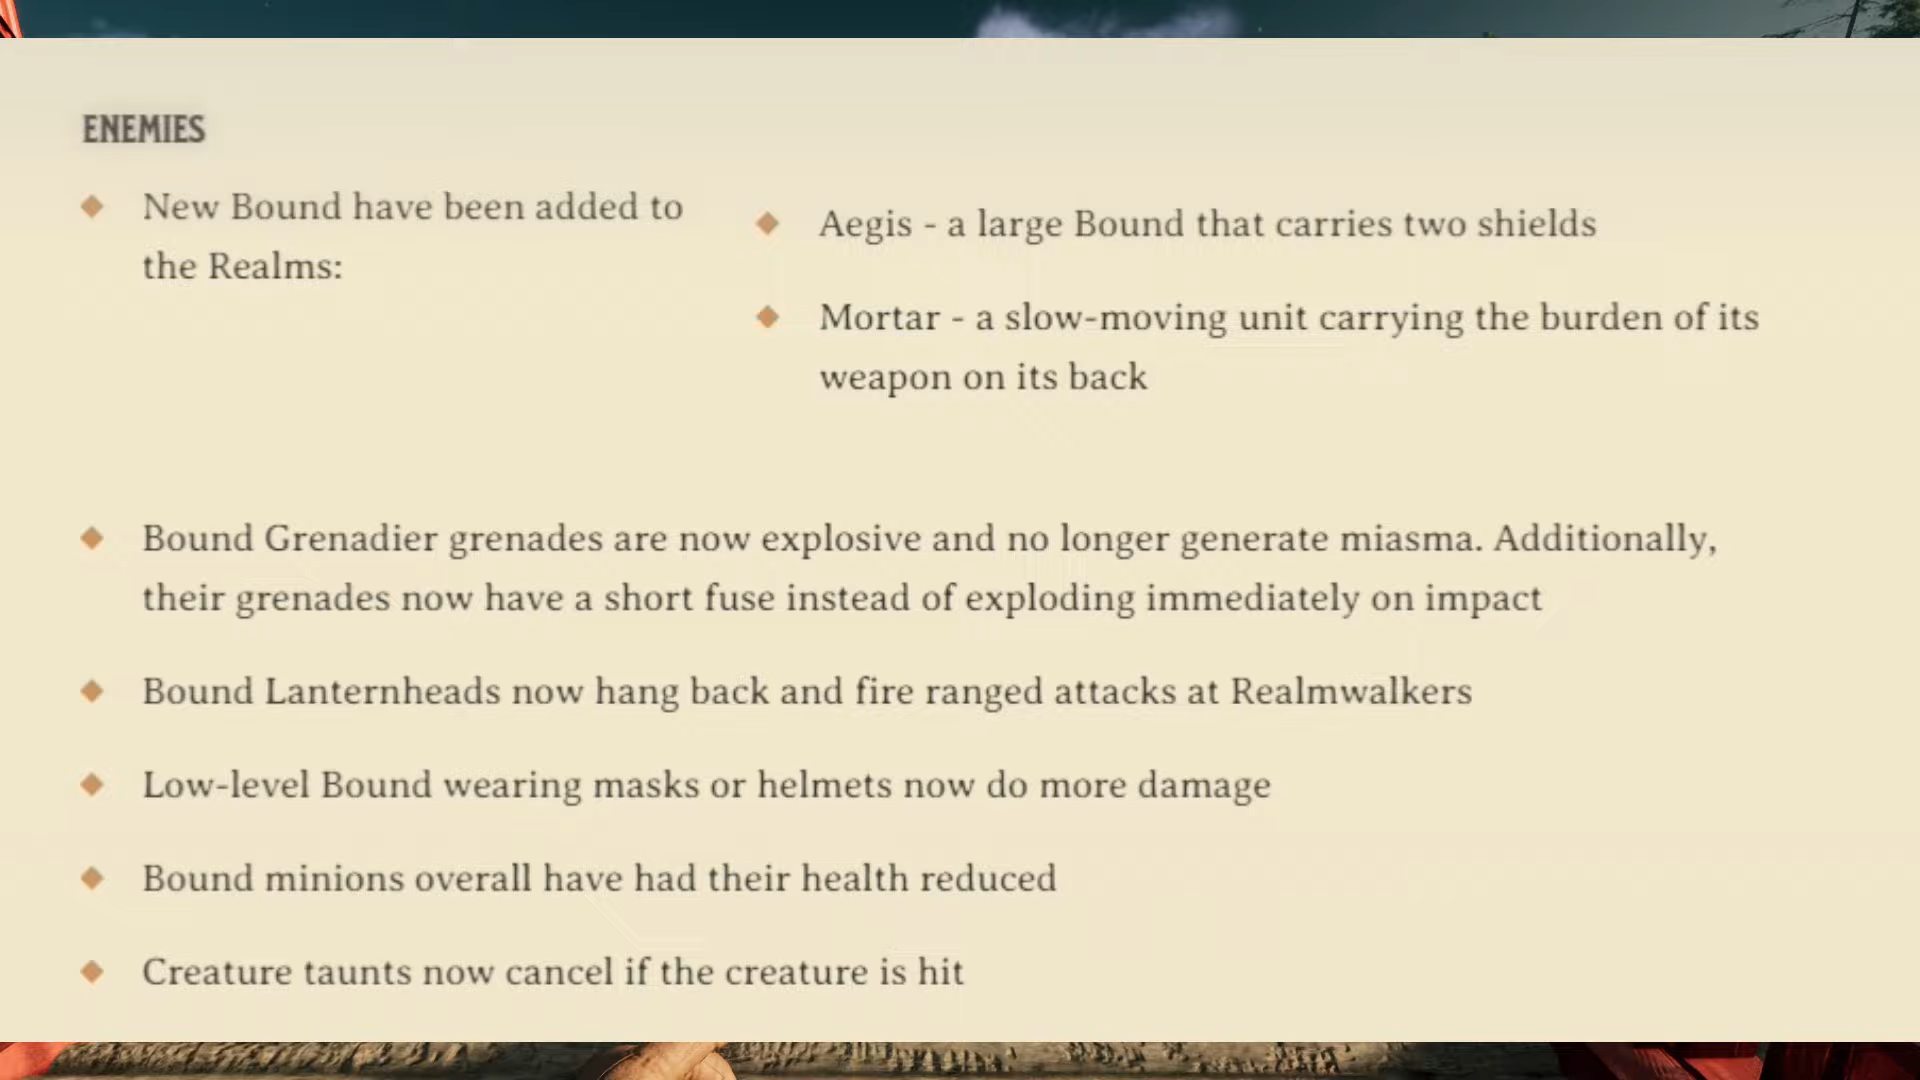 ENEMIES
New Bound have been added to
the Realms:
Aegis - a large Bound that carries two shields
Mortar - a slow-moving unit carrying the burden of its
weapon on its back
Bound Grenadier grenades are now explosive and no longer generate miasma. Additionally,
their grenades now have a short fuse instead of exploding immediately on impact
Bound Lanternheads now hang back and fire ranged attacks at Realmwalkers
Low-level Bound wearing masks or helmets now do more damage
Bound minions overall have had their health reduced
Creature taunts now cancel if the creature is hit